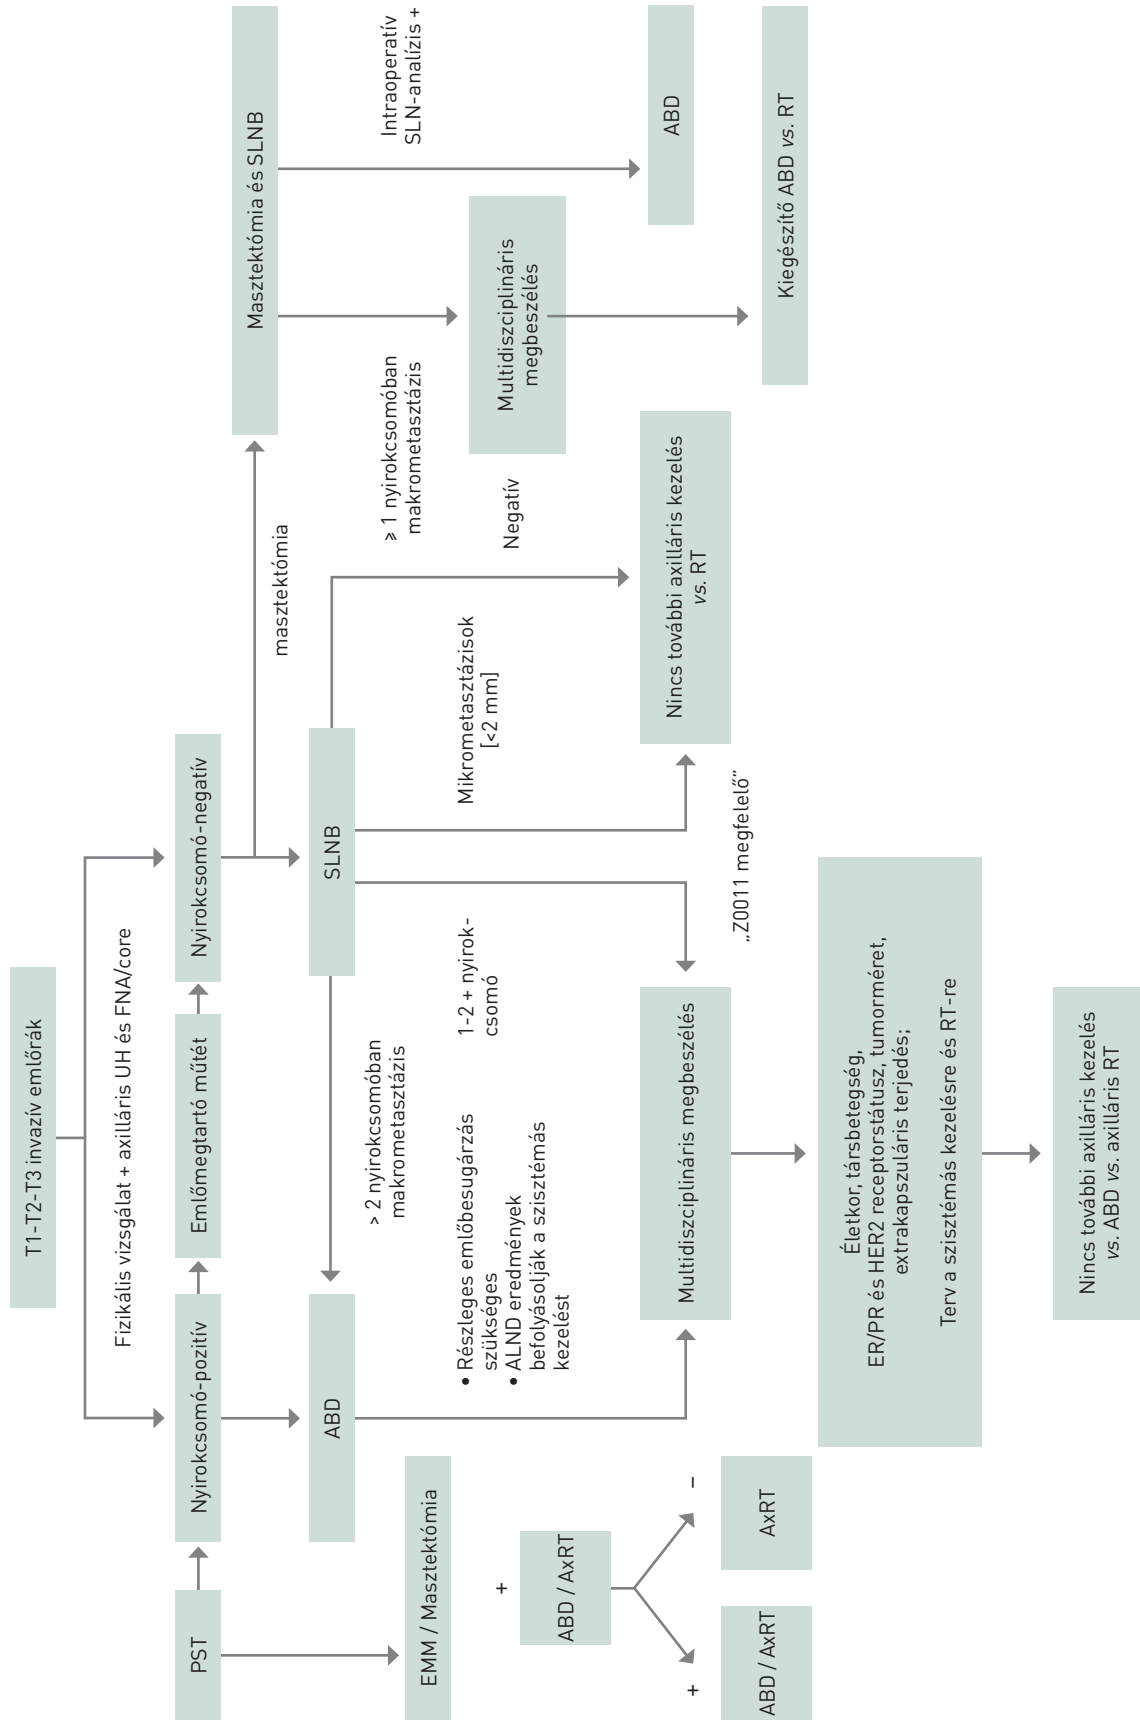 T1-T2-T3 invazív emlőrák
Fizikális vizsgálat + axilláris UH és FNA/core
PST
Nyirokcsomó-pozitív
Emlőmegtartó műtét
Nyirokcsomó-negatív
masztektómia
Masztektómia és SLNB
ABD
> 2 nyirokcsomóban
makrometasztázis
SLNB
≥ 1 nyirokcsomóban
makrometasztázis
Intraoperatív
SLN-analízis +
EMM / Masztektómia
• Részleges emlőbesugárzás
szükséges
• ALND eredmények
befolyásolják a szisztémás
kezelést
1-2 + nyirok-
csomó
Mikrometasztázisok
[<2 mm]
Negatív
Multidiszciplináris
megbeszélés
ABD
+
ABD / AxRT
+
−
ABD / AxRT
AxRT
Multidiszciplináris megbeszélés
Nincs további axilláris kezelés
vs. RT
Kiegészítő ABD vs. RT
„Z0011 megfelelő”
Életkor, társbetegség,
ER/PR és HER2 receptorstátusz, tumorméret,
extrakapszuláris terjedés;
Terv a szisztémás kezelésre és RT-re
Nincs további axilláris kezelés
vs. ABD vs. axilláris RT